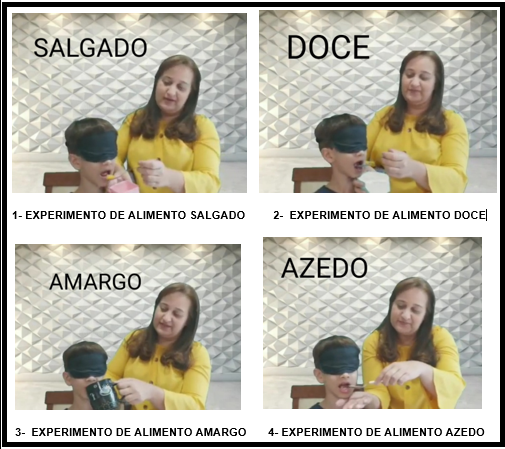 SALGADO
DOCE
1- EXPERIMENTO DE ALIMENTO SALGADO
2- EXPERIMENTO DE ALIMENTO DOCE
AMARGO
AZEDO
3- EXPERIMENTO DE ALIMENTO AMARGO
4- EXPERIMENTO DE ALIMENTO AZEDO